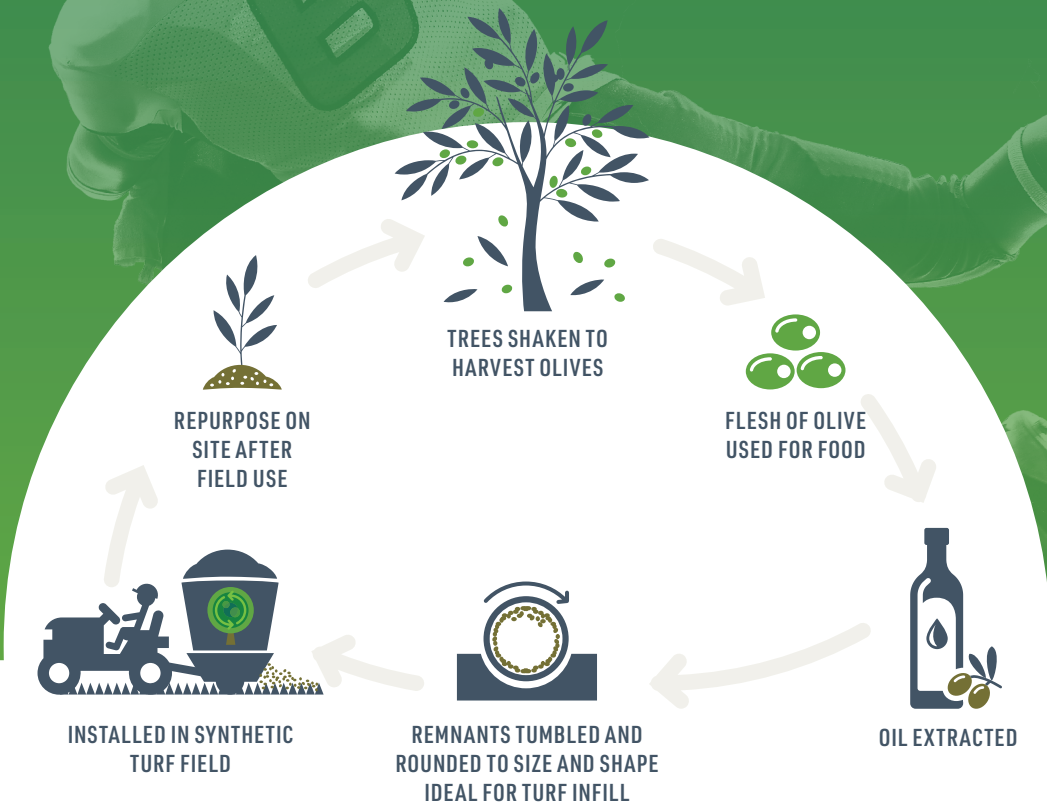 TREES SHAKEN TO
HARVEST OLIVES
FLESH OF OLIVE
USED FOR FOOD
OIL EXTRACTED
REMNANTS TUMBLED AND
ROUNDED TO SIZE AND SHAPE
IDEAL FOR TURF INFILL
INSTALLED IN SYNTHETIC
TURF FIELD
REPURPOSE ON
SITE AFTER
FIELD USE